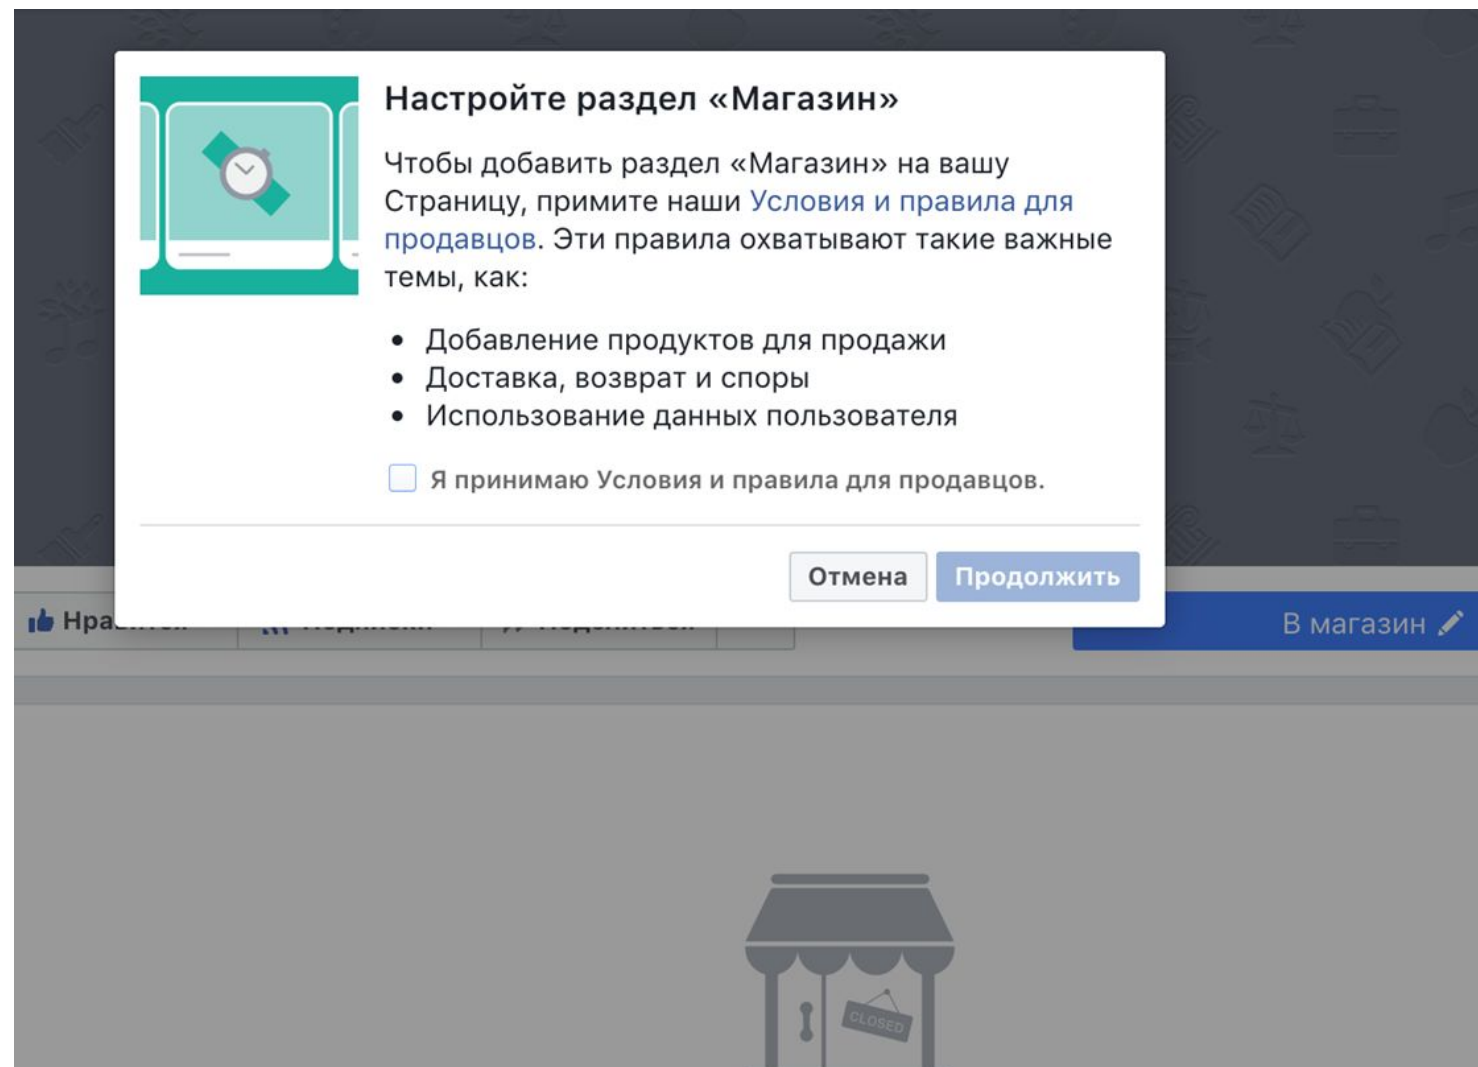 Настройте раздел «Магазин»
Чтобы добавить раздел «Магазин» на вашу
Страницу, примите наши Условия и правила для
продавцов. Эти правила охватывают такие важные
темы, как:
• Добавление продуктов для продажи
• Доставка, возврат и споры
• Использование данных пользователя
Я принимаю Условия и правила для продавцов.
Отмена Продолжить
В магазин
CLOSED